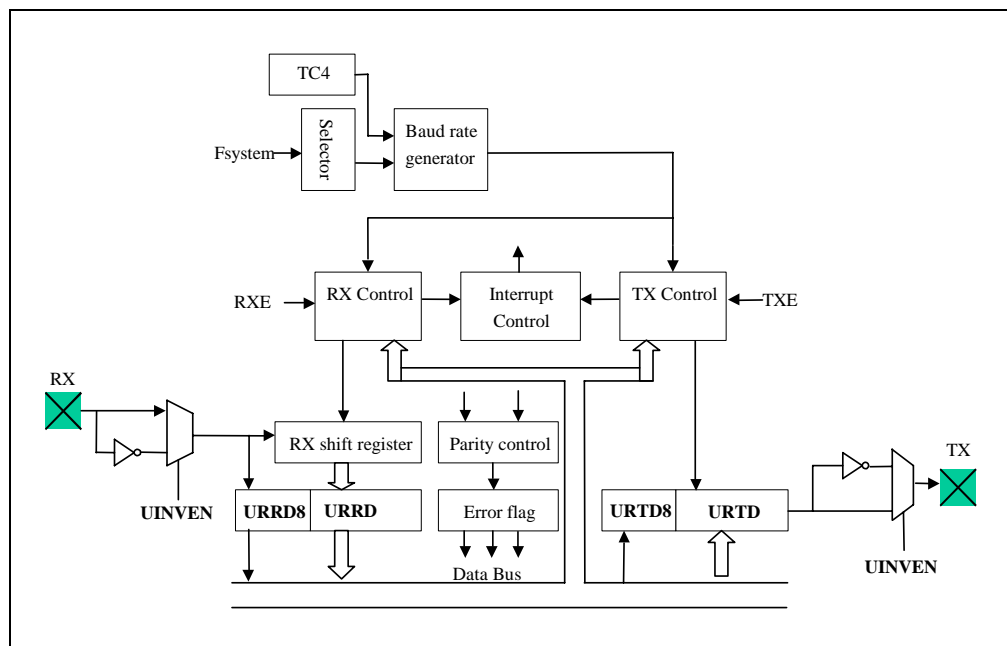 TC4
Selector
Fsystem
Baud rate
generator
RXE
RX Control
Interrupt
Control
TX Control
TXE
RX
RX shift register
Parity control
TX
UINVEN
URRD8
URRD
Error flag
URTD8
URTD
UINVEN
Data Bus